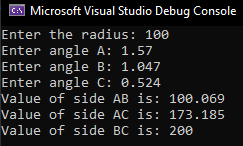 Microsoft Visual Studio Debug Console
Enter the radius: 100
Enter angle A: 1.57
Enter angle B: 1.047
Enter angle C: 0.524
Value of side AB is: 100.069
Value of side AC is: 173.185
Value of side BC is: 200